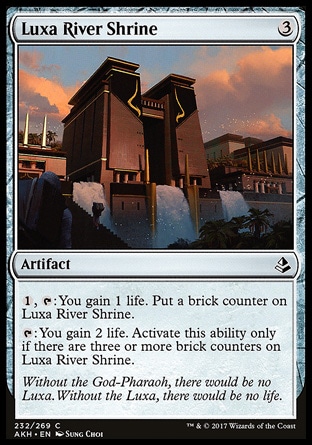 Luxa River Shrine 3
Artifact
1, : You gain 1 life. Put a brick counter on
Luxa River Shrine.
: You gain 2 life. Activate this ability only
if there are three or more brick counters on
Luxa River Shrine.
Without the God-Pharaoh, there would be no
Luxa. Without the Luxa, there would be no life.
232/269 C
AKH • EN Sung Choi
™ & © 2017 Wizards of the Coast